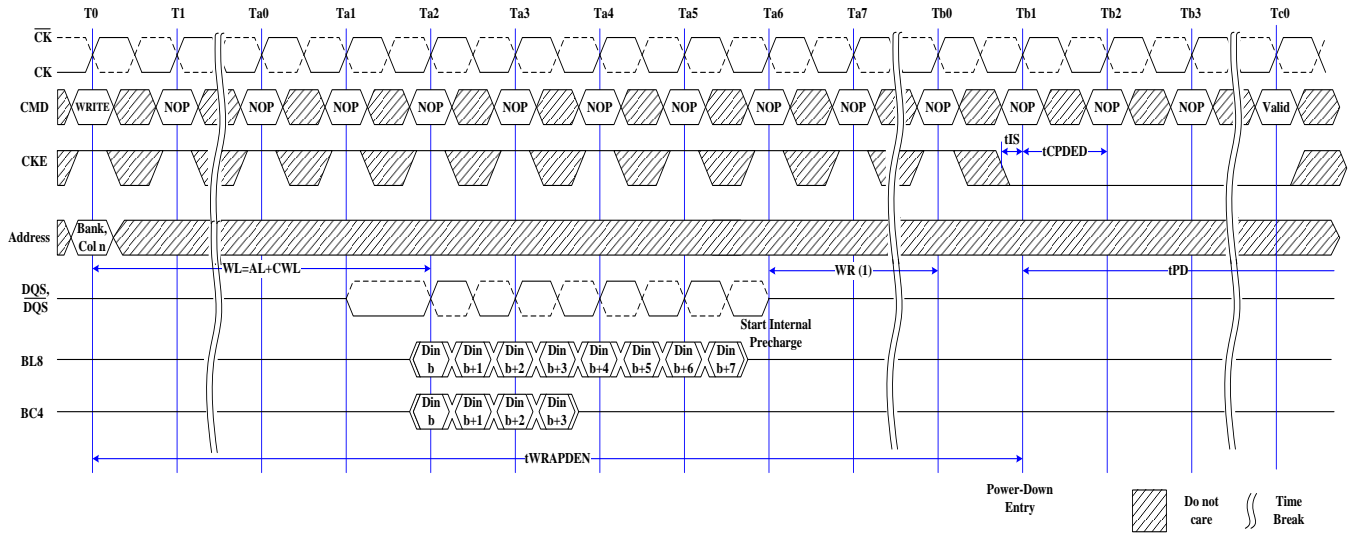 T0 T1 Ta0 Ta1 Ta2 Ta3 Ta4 Ta5 Ta6 Ta7 Tb0 Tb1 Tb2 Tb3 Tc0
CK
CK
CMD WRITE NOP NOP NOP NOP NOP NOP NOP NOP NOP NOP NOP NOP NOP Valid
tIS
CKE tCPDED
Address Bank, Col n
WL=AL+CWL WR (1) tPD
DQS,
DQS
Start Internal
Precharge
BL8 Din b Din b+1 Din b+2 Din b+3 Din b+4 Din b+5 Din b+6 Din b+7
BC4 Din b Din b+1 Din b+2 Din b+3
tWRAPDEN
Power-Down
Entry
Do not
care
Time
Break